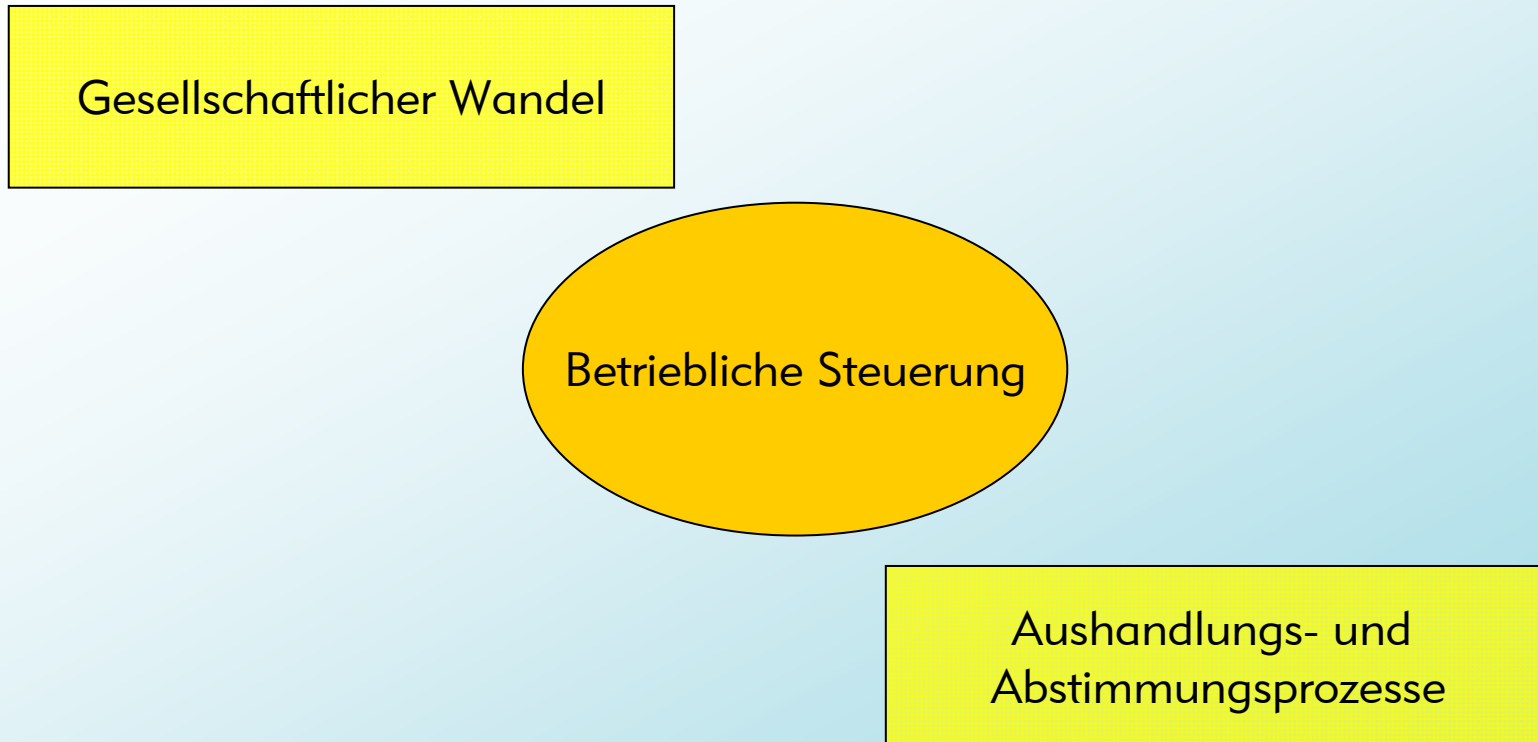 Gesellschaftlicher Wandel
Betriebliche Steuerung
Aushandlungs- und
Abstimmungsprozesse